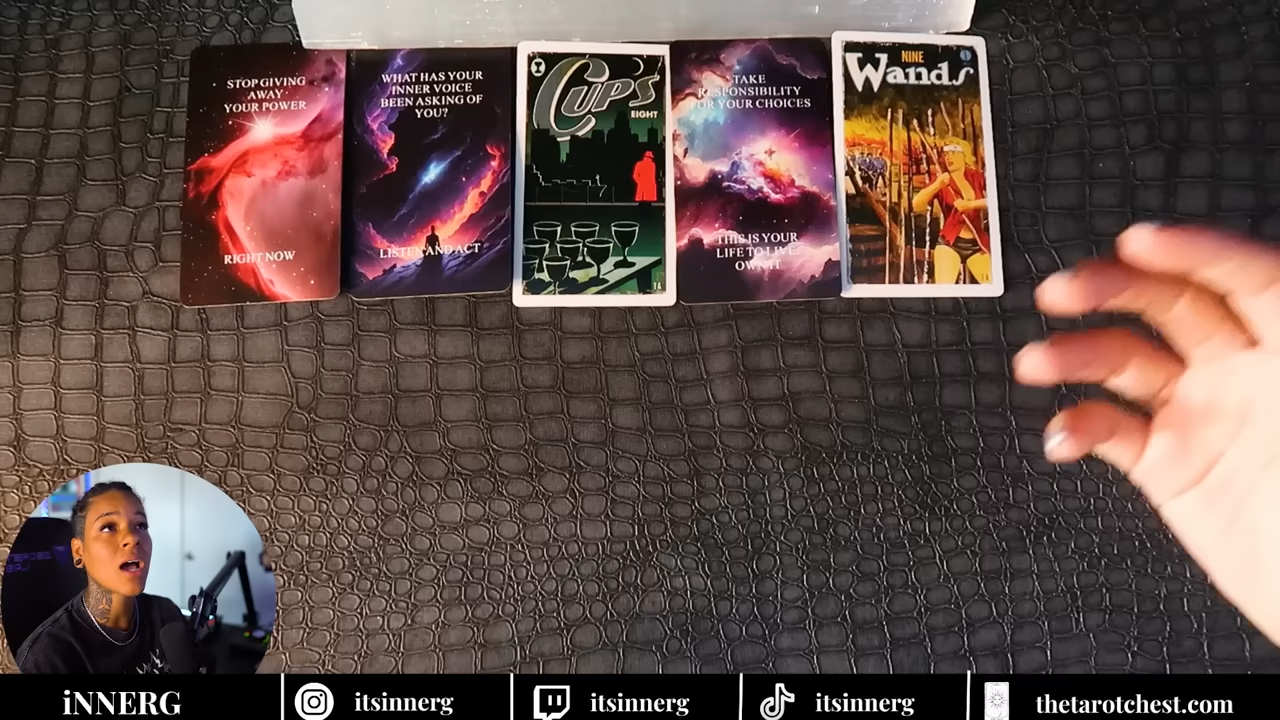 STOP GIVING
AWAY
YOUR POWER
RIGHT NOW
WHAT HAS YOUR
INNER VOICE
BEEN ASKING OF
YOU?
LISTEN AND ACT
CUPS
EIGHT
TAKE
RESPONSIBILITY
FOR YOUR CHOICES
THIS IS YOUR
LIFE TO LIVE.
OWN IT.
NINE
Wands
iNNERG
itsinnerg
itsinnerg
itsinnerg
thetarotchest.com